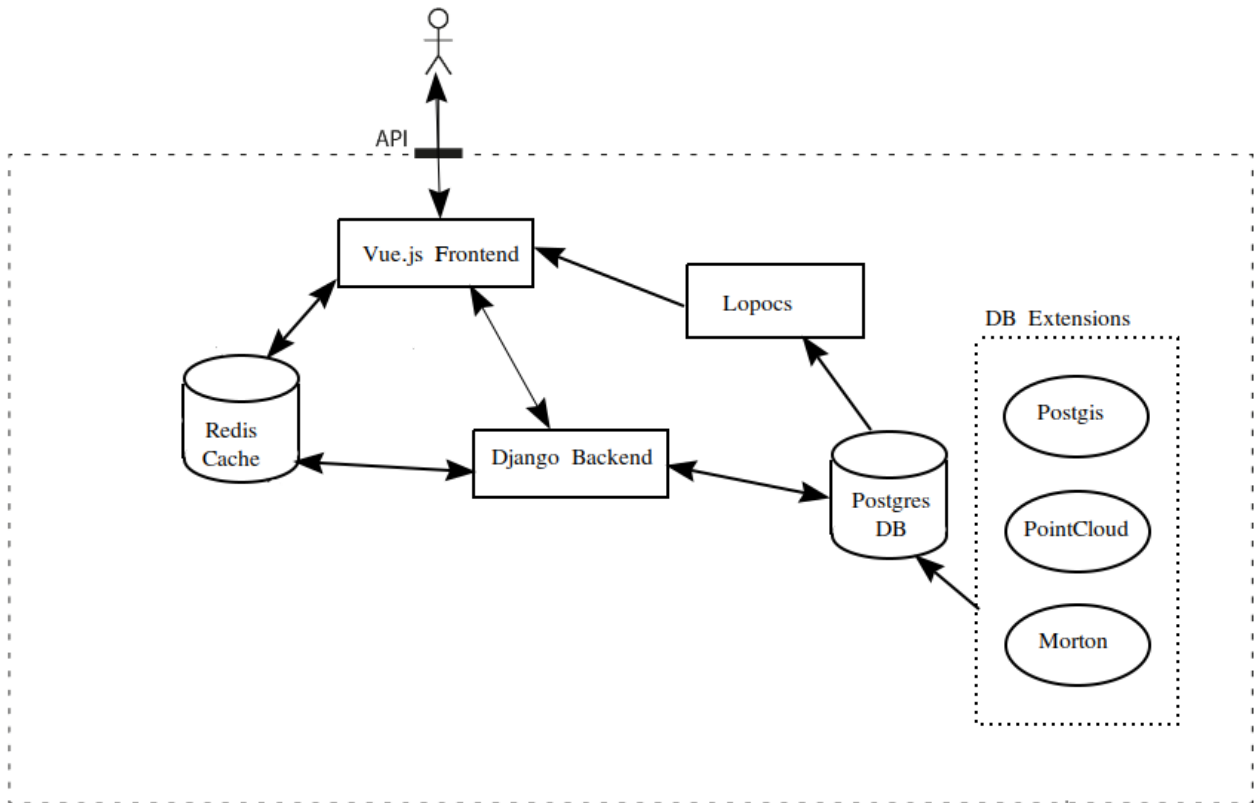 API
Vue.js Frontend
Lopocs
DB Extensions
Postgis
Redis
Cache
Django Backend
Postgres
DB
PointCloud
Morton